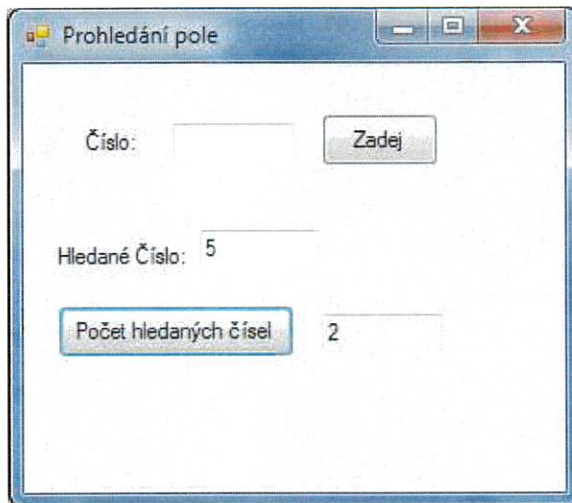 Prohledání pole
Číslo: Zadej
Hledané Číslo: 5
Počet hledaných čísel 2